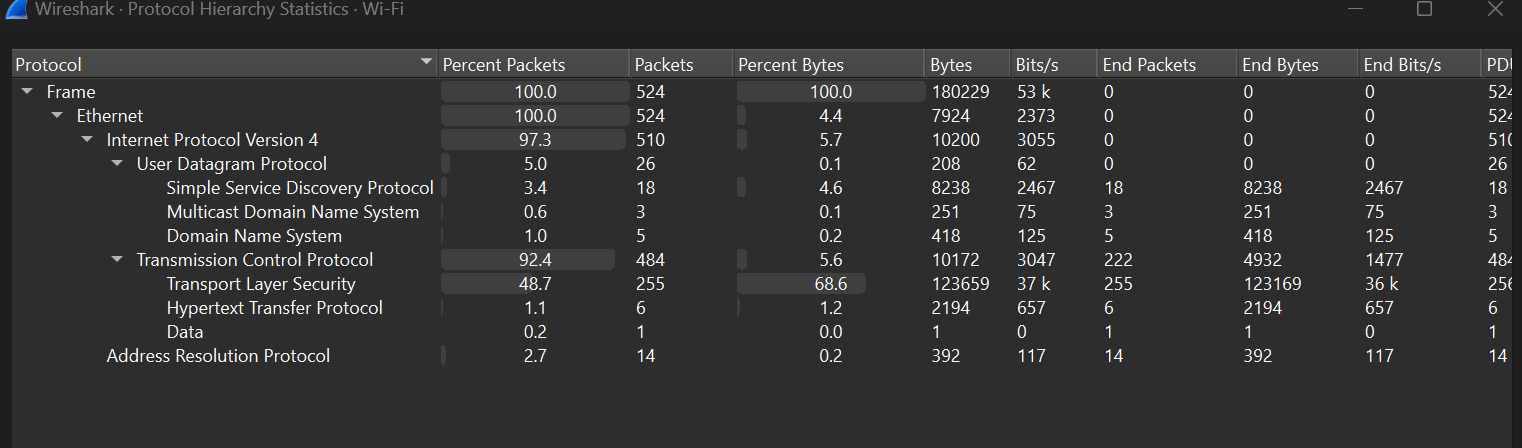 Wireshark · Protocol Hierarchy Statistics · Wi-Fi
Protocol Percent Packets Packets Percent Bytes Bytes Bits/s End Packets End Bytes End Bits/s PDU
Frame 100.0 524 100.0 180229 53 k 0 0 0 524
Ethernet 100.0 524 4.4 7924 2373 0 0 0 524
Internet Protocol Version 4 97.3 510 5.7 10200 3055 0 0 0 510
User Datagram Protocol 5.0 26 0.1 208 62 0 0 0 26
Simple Service Discovery Protocol 3.4 18 4.6 8238 2467 18 8238 2467 18
Multicast Domain Name System 0.6 3 0.1 251 75 3 251 75 3
Domain Name System 1.0 5 0.2 418 125 5 418 125 5
Transmission Control Protocol 92.4 484 5.6 10172 3047 222 4932 1477 484
Transport Layer Security 48.7 255 68.6 123659 37 k 255 123169 36 k 256
Hypertext Transfer Protocol 1.1 6 1.2 2194 657 6 2194 657 6
Data 0.2 1 0.0 1 0 1 1 0 1
Address Resolution Protocol 2.7 14 0.2 392 117 14 392 117 14